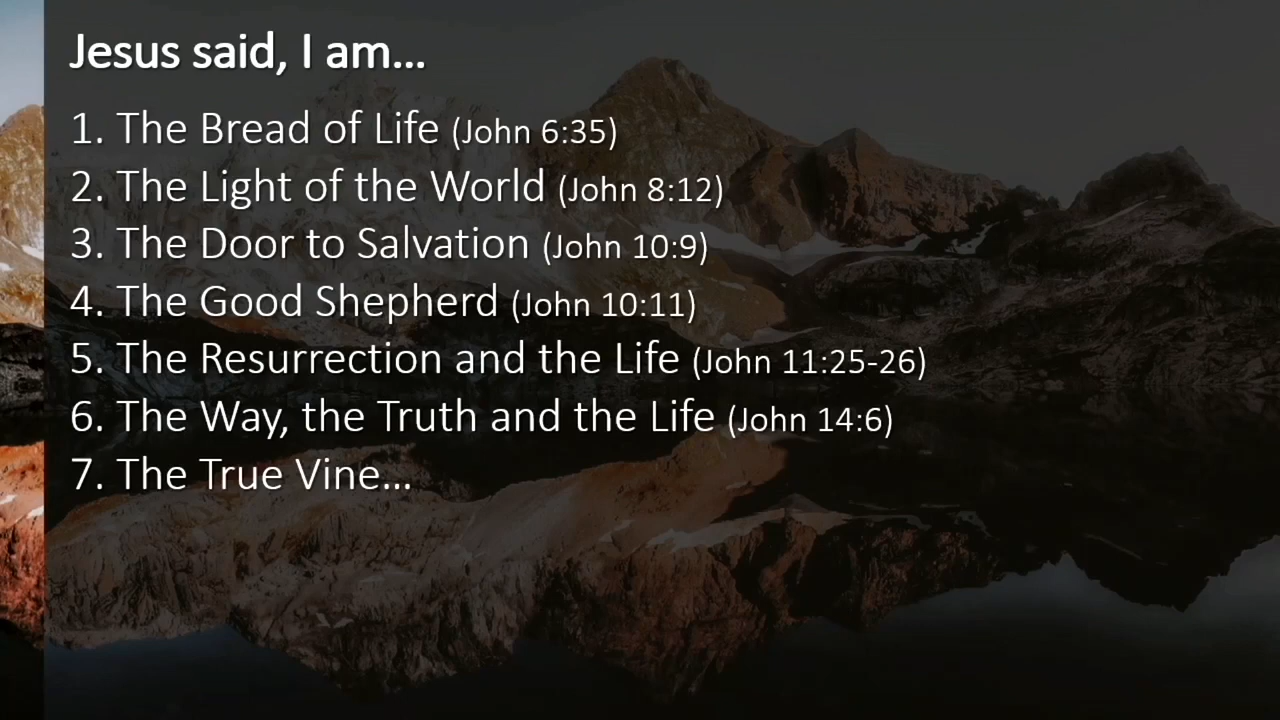 Jesus said, I am...
1. The Bread of Life (John 6:35)
2. The Light of the World (John 8:12)
3. The Door to Salvation (John 10:9)
4. The Good Shepherd (John 10:11)
5. The Resurrection and the Life (John 11:25-26)
6. The Way, the Truth and the Life (John 14:6)
7. The True Vine...